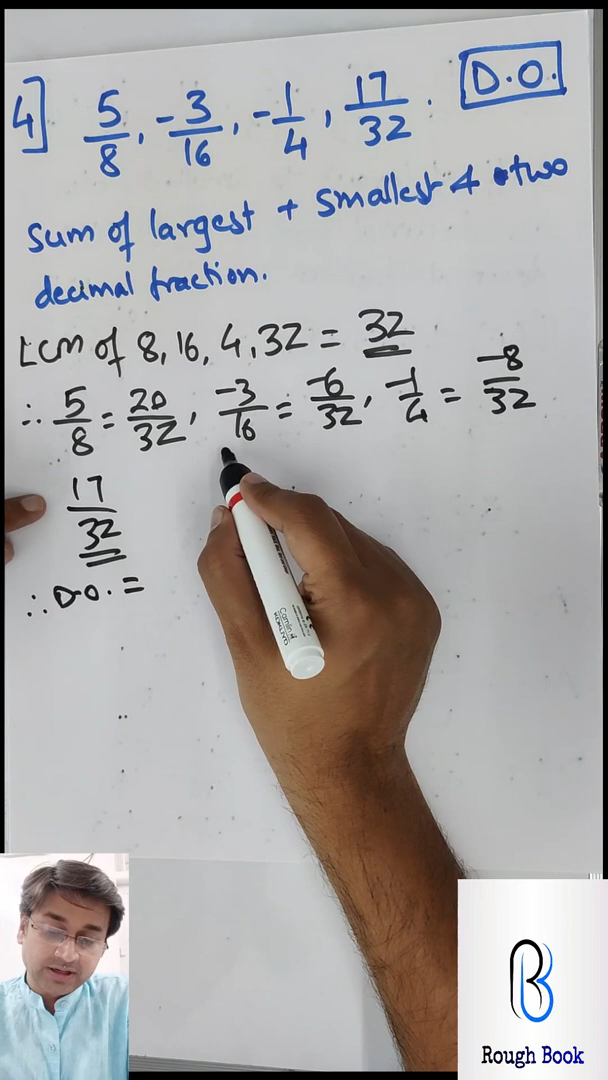 4] 5/8, -3/16, -1/4, 17/32. D.O.
Sum of largest + smallest & two
decimal fraction.
LCM of 8, 16, 4, 32 = 32
∴ 5/8 = 20/32, -3/16 = -6/32, -1/4 = -8/32
17/32
∴ D.O. =
Camlin
KOKUYO
Rough Book